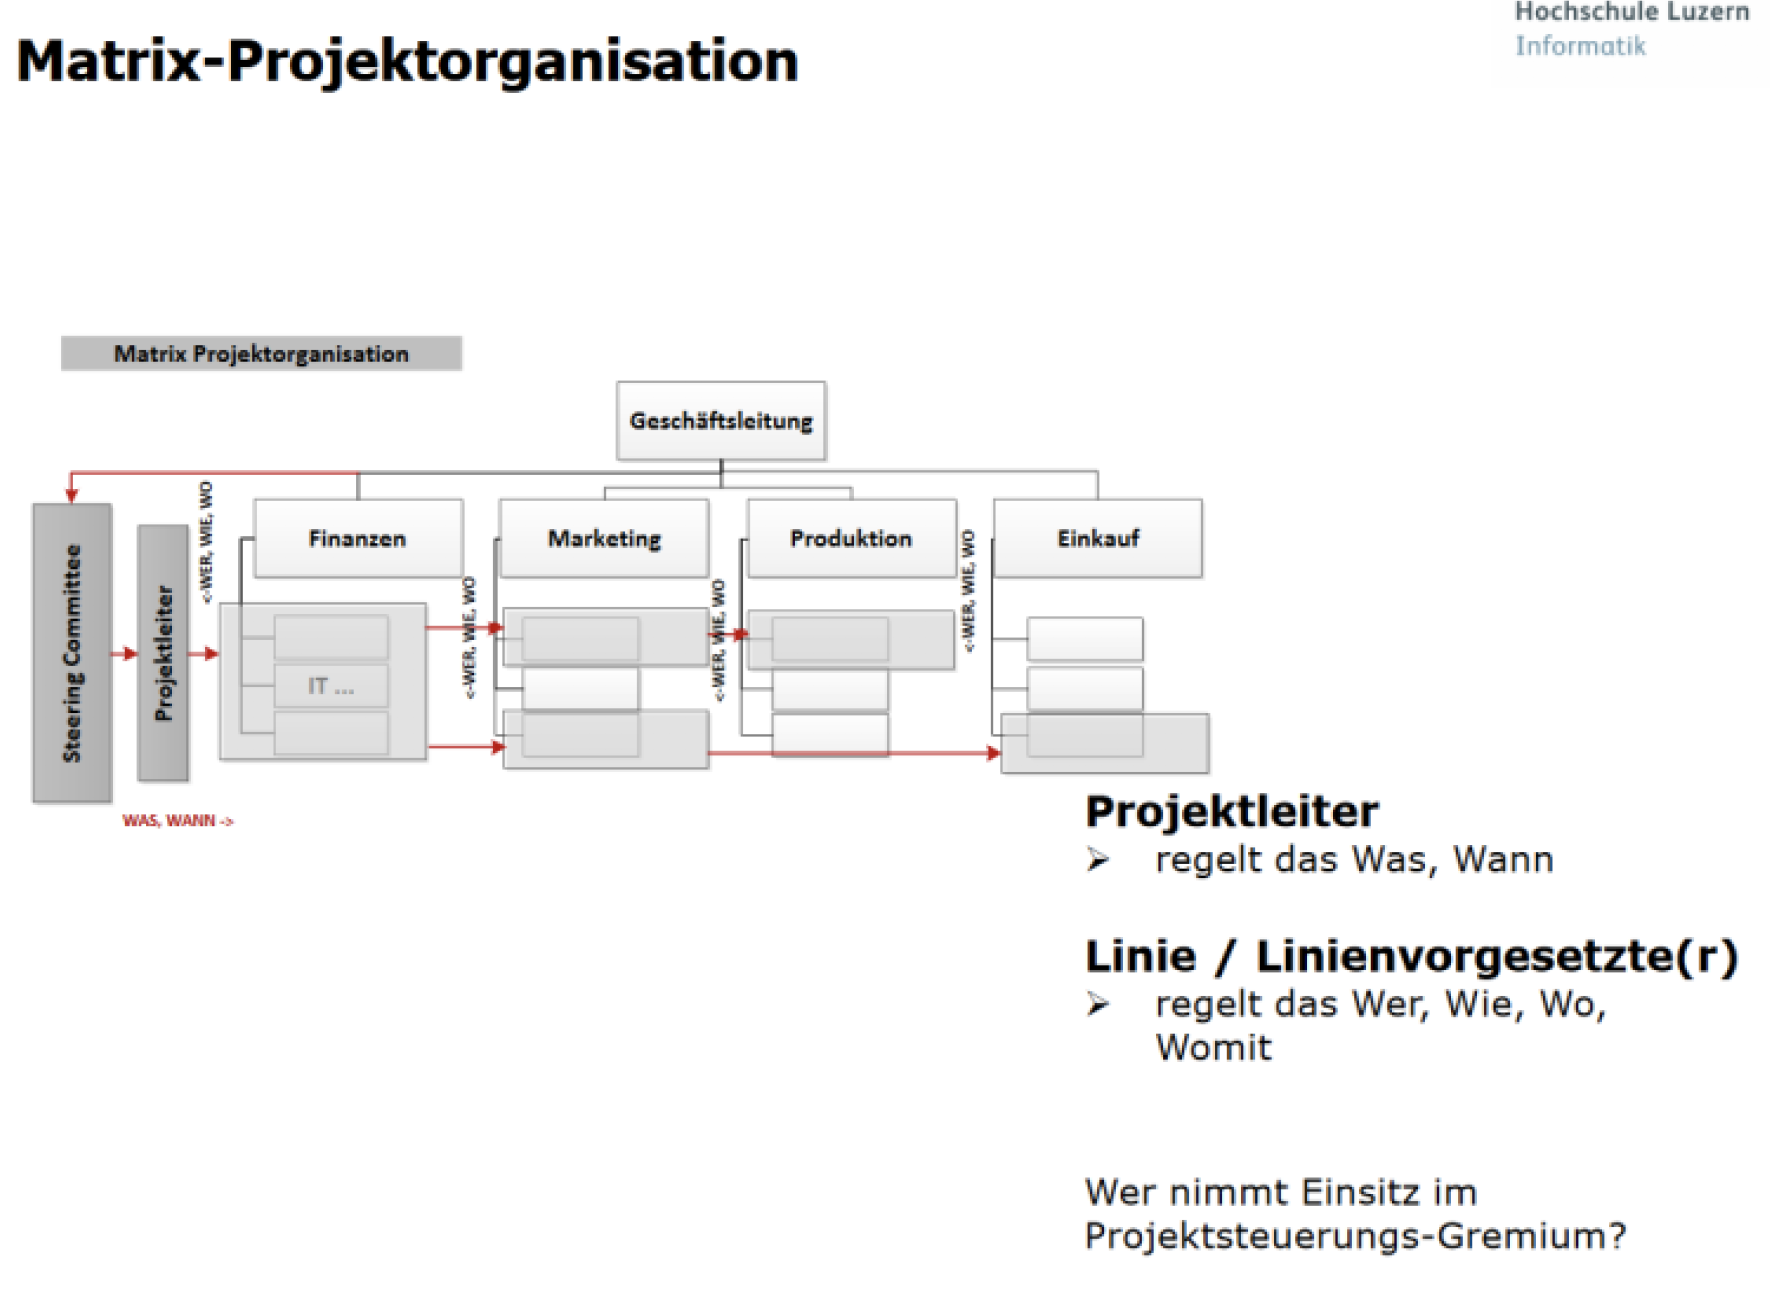 Hochschule Luzern
Informatik
Matrix-Projektorganisation
Matrix Projektorganisation
Geschäftsleitung
Finanzen
Marketing
Produktion
Einkauf
Steering Committee
Projektleiter
<-WER, WIE, WO
<-WER, WIE, WO
<-WER, WIE, WO
<-WER, WIE, WO
IT ...
WAS, WANN ->
Projektleiter
➢ regelt das Was, Wann
Linie / Linienvorgesetzte(r)
➢ regelt das Wer, Wie, Wo,
Womit
Wer nimmt Einsitz im
Projektsteuerungs-Gremium?